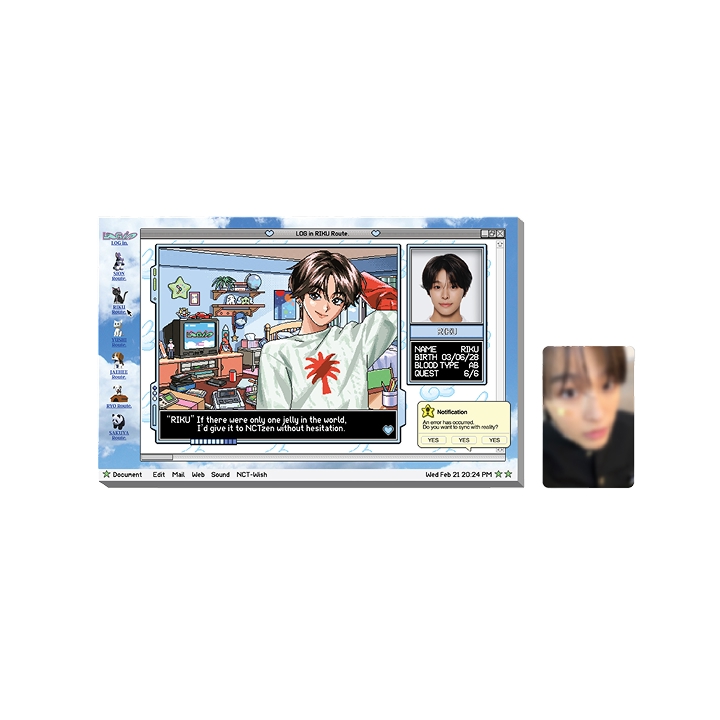 LOG in RIKU Route.
LOG in.
SION
Route.
RIKU
Route.
YUSHI
Route.
JAEHEE
Route.
RYO Route.
SAKUYA
Route.
RIKU
NAME RIKU
BIRTH 03/06/28
BLOOD TYPE AB
QUEST 6/6
Notification
An error has occurred.
Do you want to sync with reality?
YES YES YES
"RIKU" If there were only one jelly in the world,
I'd give it to NCTzen without hesitation.
Document Edit Mail Web Sound NCT-Wish
Wed Feb 21 20:24 PM